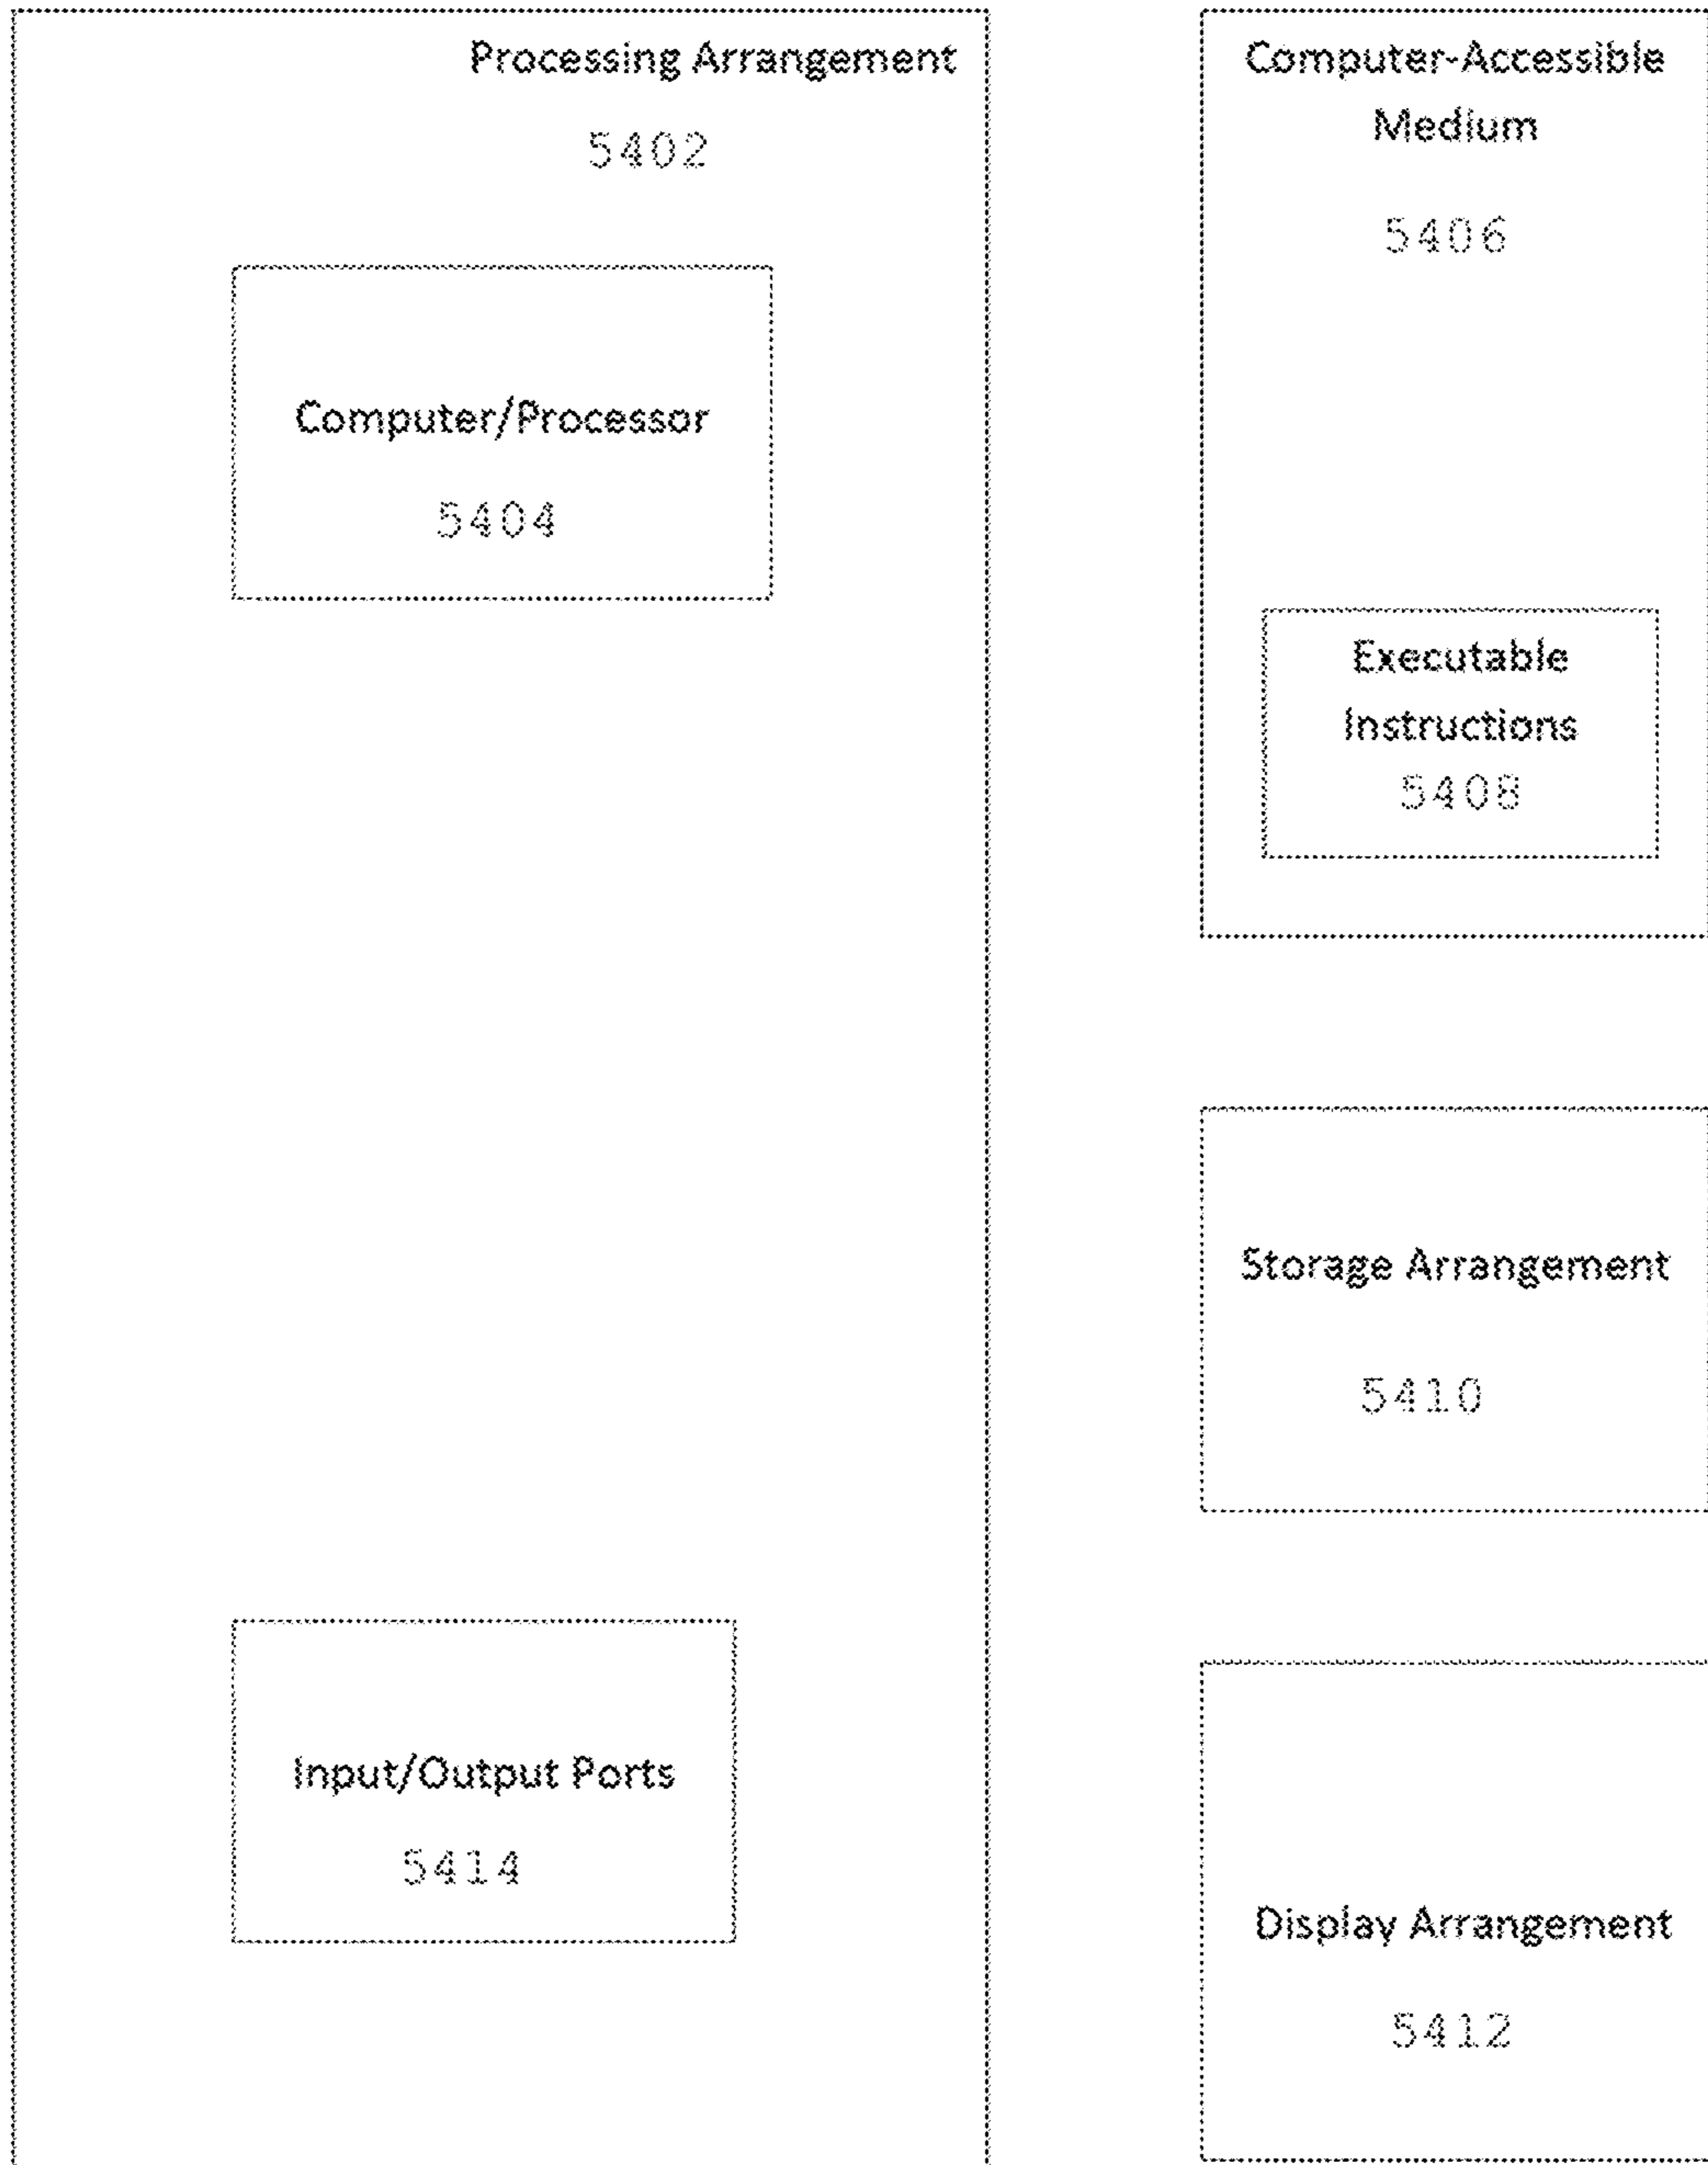 Processing Arrangement
5402
Computer/Processor
5404
Input/Output Ports
5414
Computer-Accessible
Medium
5406
Executable
Instructions
5408
Storage Arrangement
5410
Display Arrangement
5412